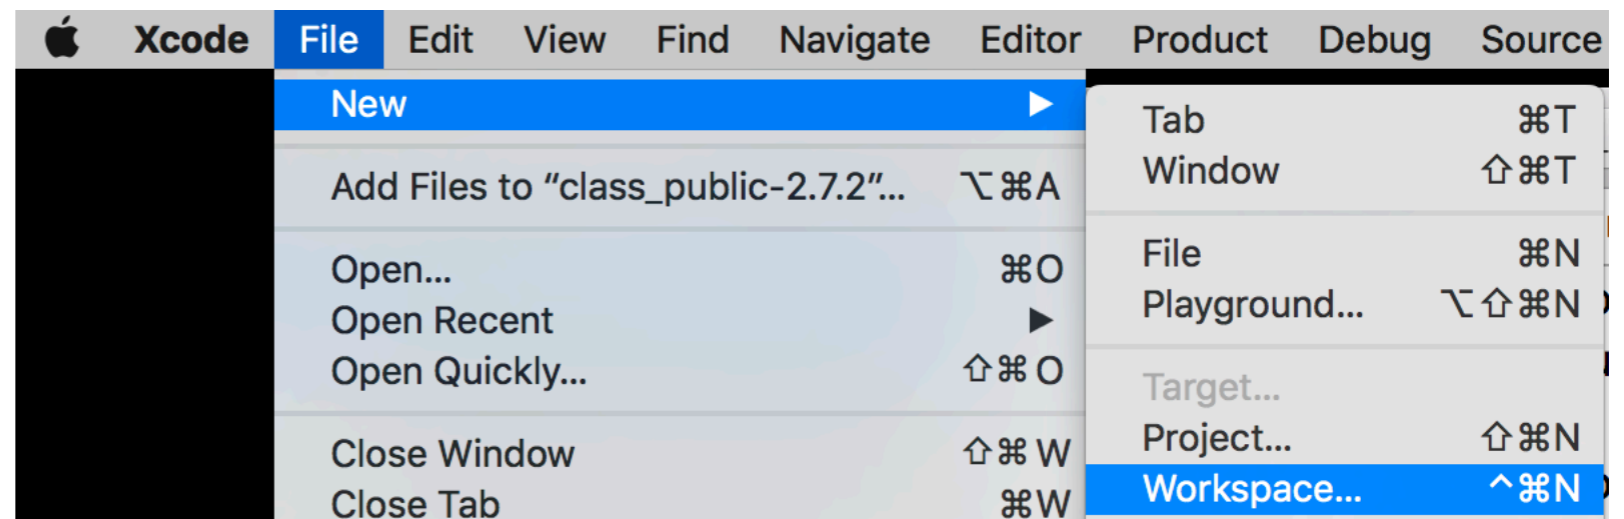 Xcode File Edit View Find Navigate Editor Product Debug Source
New ▶
Add Files to “class_public-2.7.2”... ⌥⌘A
Open... ⌘O
Open Recent ▶
Open Quickly... ⇧⌘O
Close Window ⇧⌘W
Close Tab ⌘W
Tab ⌘T
Window ⇧⌘T
File ⌘N
Playground... ⌥⇧⌘N
Target...
Project... ⇧⌘N
Workspace... ^⌘N